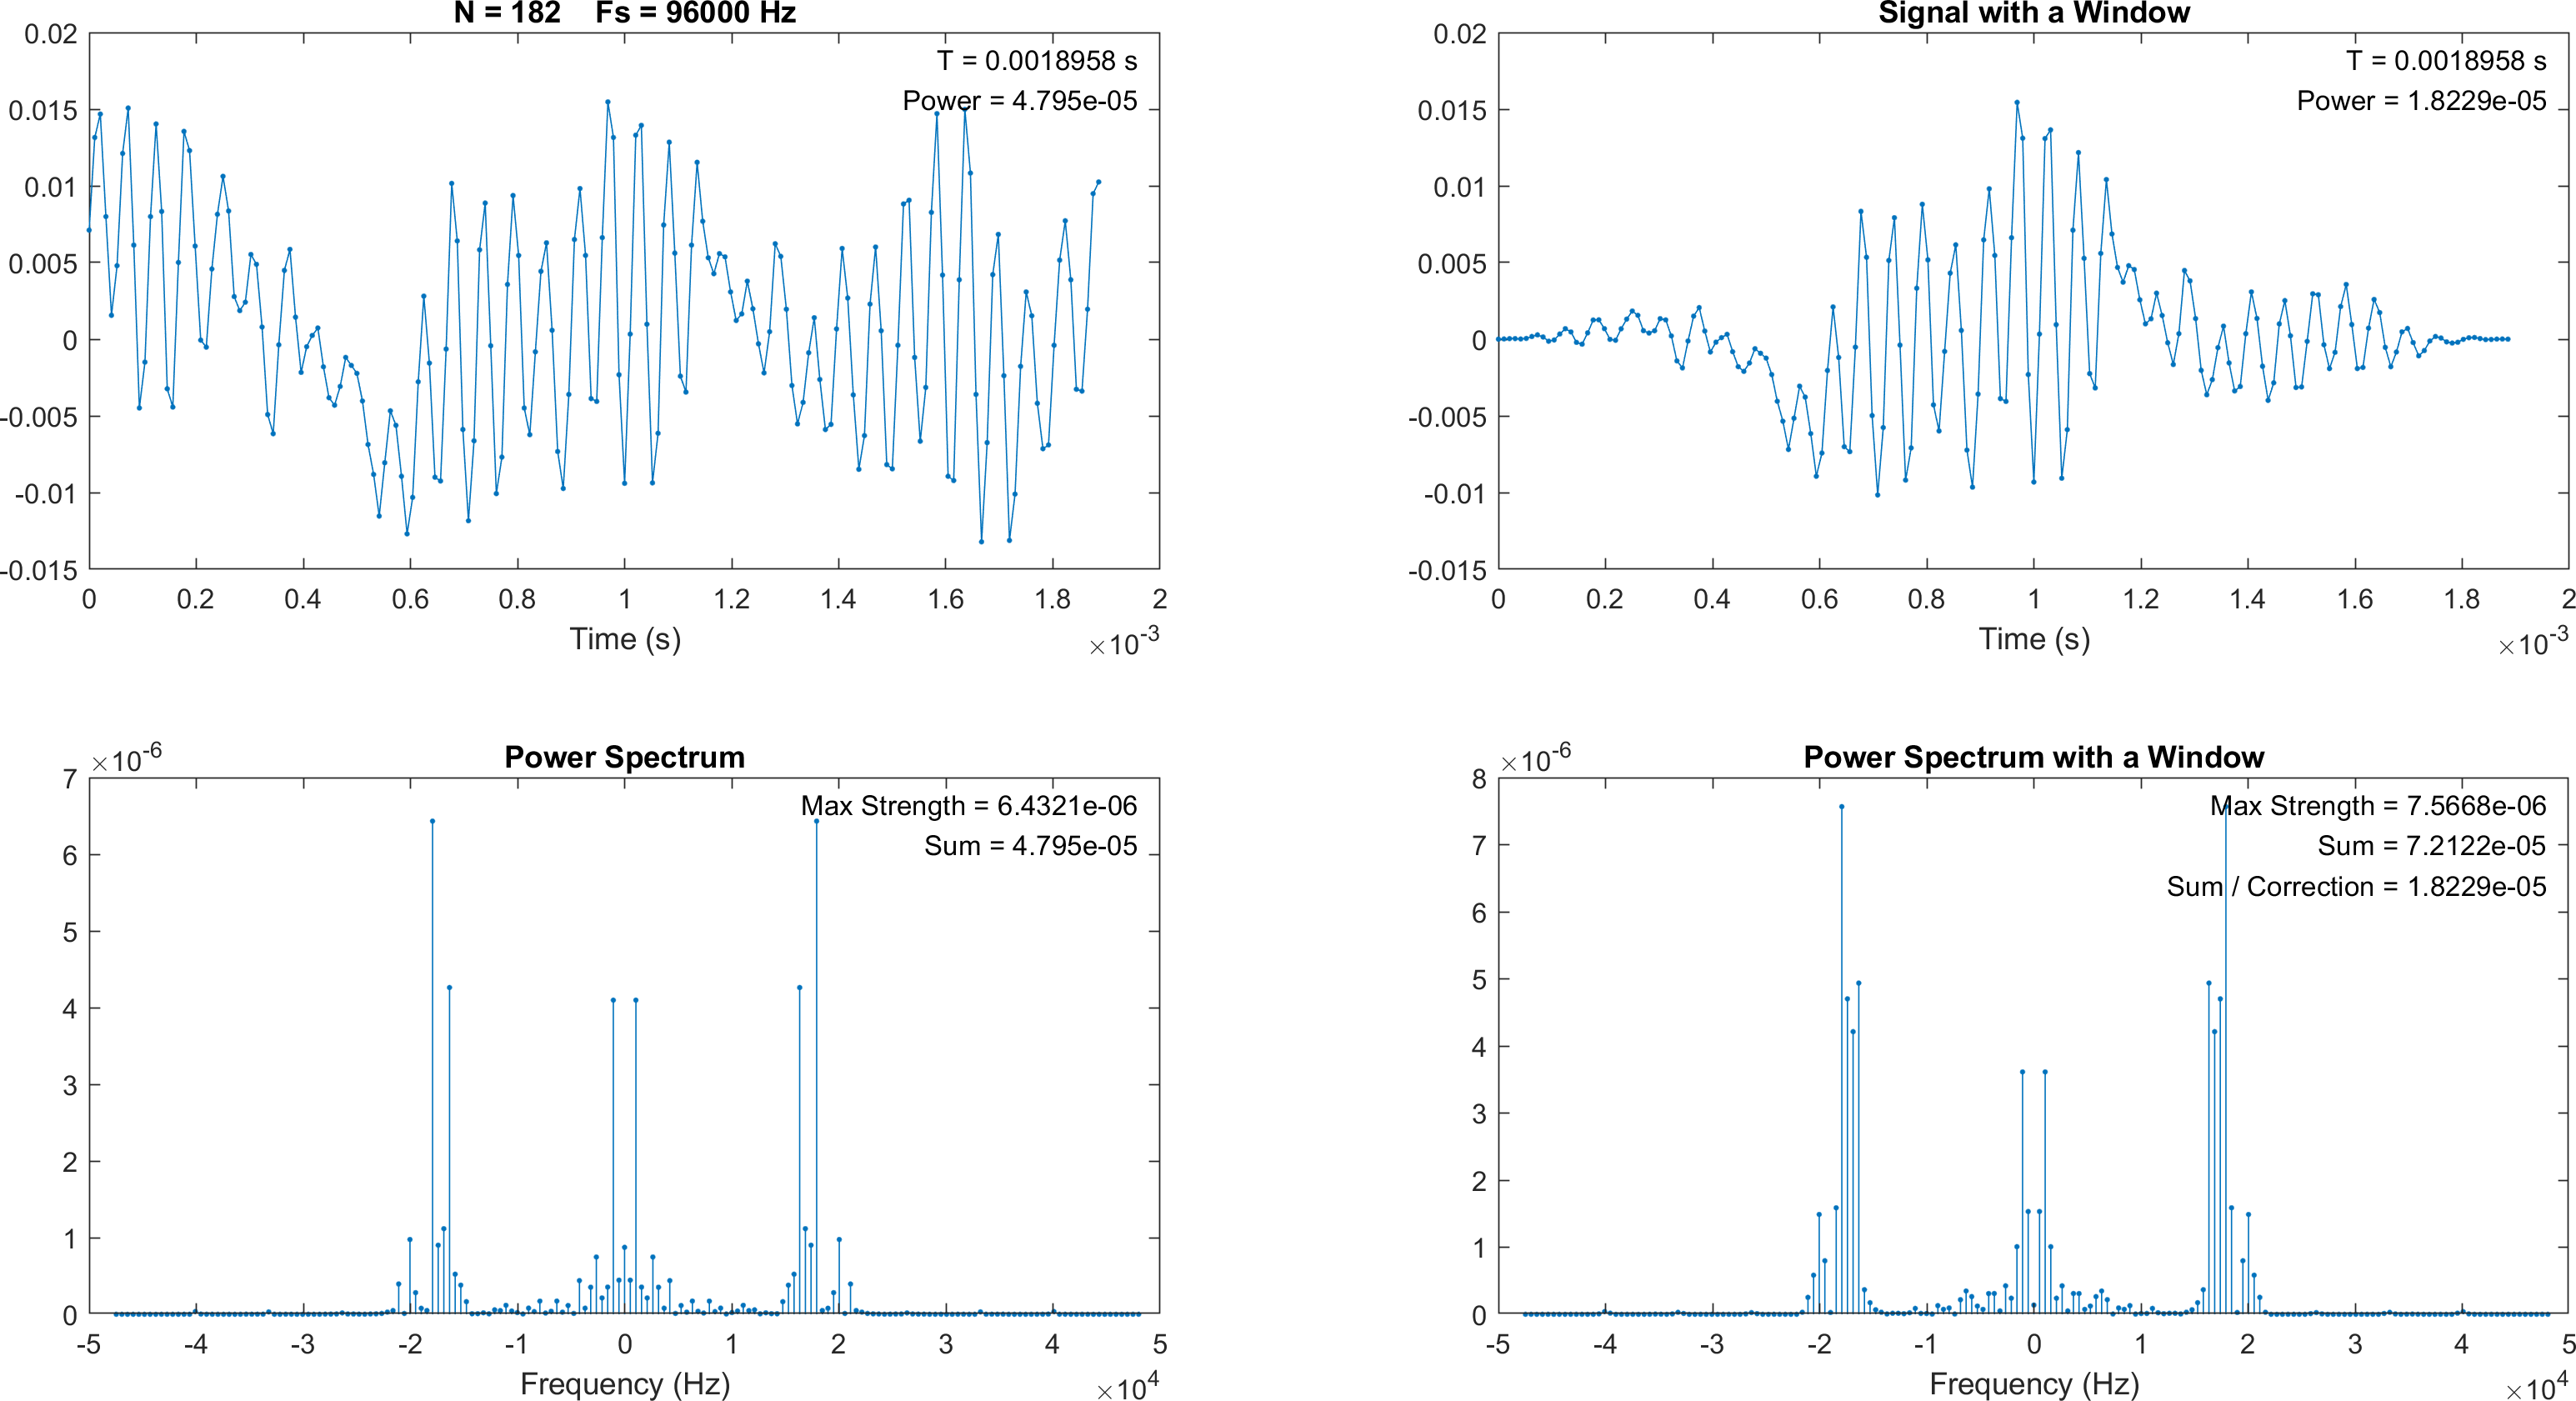 N = 182    Fs = 96000 Hz
0.02
0.015
0.01
0.005
0
-0.005
-0.01
-0.015
T = 0.0018958 s
Power = 4.795e-05
0 0.2 0.4 0.6 0.8 1 1.2 1.4 1.6 1.8 2
Time (s)
×10-3
Signal with a Window
0.02
0.015
0.01
0.005
0
-0.005
-0.01
-0.015
T = 0.0018958 s
Power = 1.8229e-05
0 0.2 0.4 0.6 0.8 1 1.2 1.4 1.6 1.8 2
Time (s)
×10-3
×10-6
Power Spectrum
7
6
5
4
3
2
1
0
Max Strength = 6.4321e-06
Sum = 4.795e-05
-5 -4 -3 -2 -1 0 1 2 3 4 5
Frequency (Hz)
×104
×10-6
Power Spectrum with a Window
8
7
6
5
4
3
2
1
0
Max Strength = 7.5668e-06
Sum = 7.2122e-05
Sum / Correction = 1.8229e-05
-5 -4 -3 -2 -1 0 1 2 3 4 5
Frequency (Hz)
×104